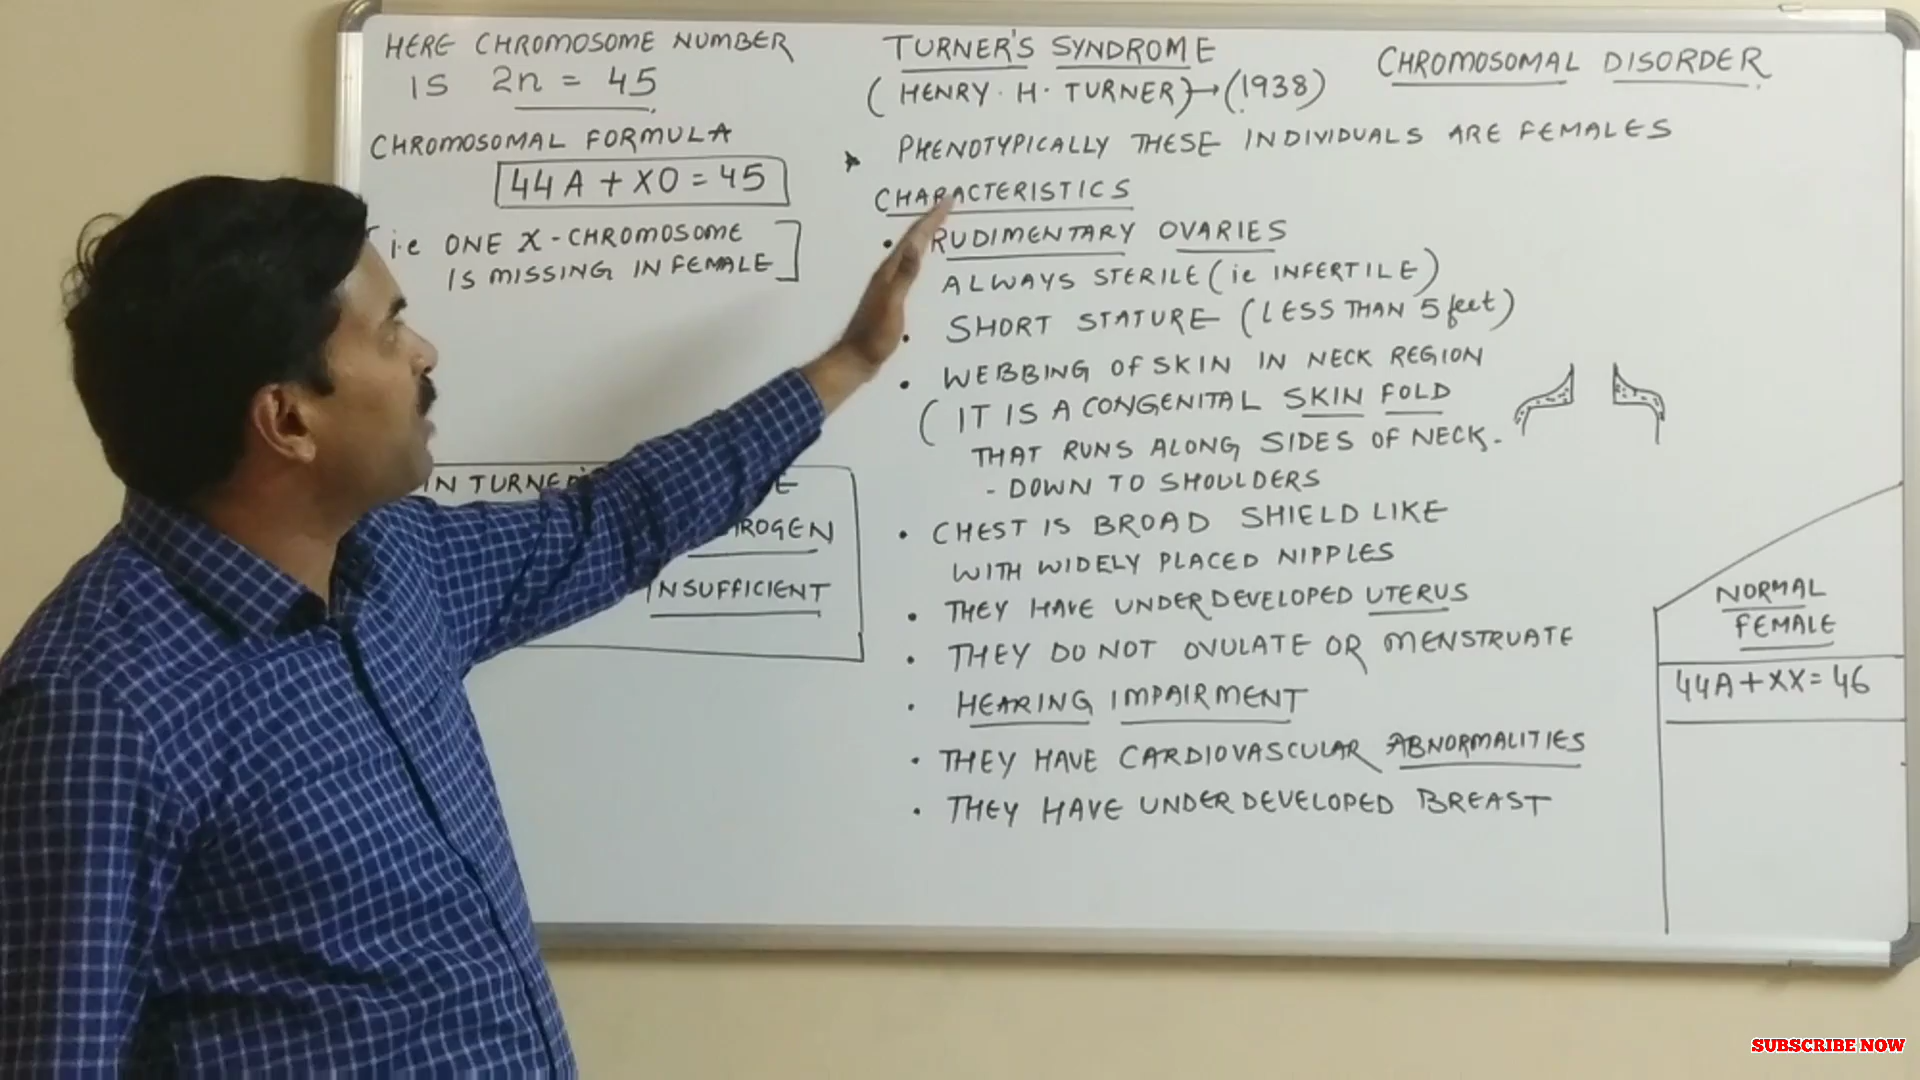 HERE CHROMOSOME NUMBER
IS 2n = 45
CHROMOSOMAL FORMULA
44A + XO = 45
[i.e ONE X-CHROMOSOME
IS MISSING IN FEMALE]
IN
INSUFFICIENT
TURNER'S SYNDROME
(HENRY. H. TURNER)→(1938)
PHENOTYPICALLY THESE INDIVIDUALS ARE FEMALES
CHARACTERISTICS
• RUDIMENTARY OVARIES
ALWAYS STERILE (ie INFERTILE)
• SHORT STATURE (LESS THAN 5 feet)
• WEBBING OF SKIN IN NECK REGION
(IT IS A CONGENITAL SKIN FOLD
THAT RUNS ALONG SIDES OF NECK-
- DOWN TO SHOULDERS
• CHEST IS BROAD SHIELD LIKE
WITH WIDELY PLACED NIPPLES
• THEY HAVE UNDERDEVELOPED UTERUS
• THEY DO NOT OVULATE OR MENSTRUATE
• HEARING IMPAIRMENT
• THEY HAVE CARDIOVASCULAR ABNORMALITIES
• THEY HAVE UNDERDEVELOPED BREAST
CHROMOSOMAL DISORDER
NORMAL
FEMALE
44A+XX=46
SUBSCRIBE NOW